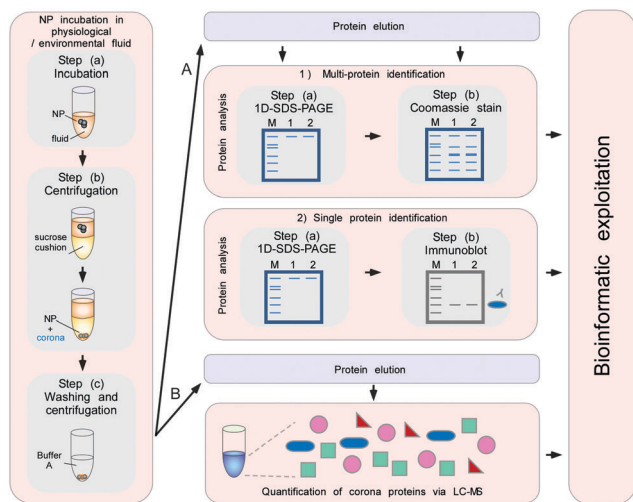 NP incubation in
physiological
/ environmental fluid
Step (a)
Incubation
NP
fluid
Step (b)
Centrifugation
sucrose
cushion
NP
+
corona
Step (c)
Washing and
centrifugation
Buffer
A
A
B
Protein elution
1) Multi-protein identification
Protein analysis
Step (a)
1D-SDS-PAGE
M 1 2
Step (b)
Coomassie stain
M 1 2
2) Single protein identification
Protein analysis
Step (a)
1D-SDS-PAGE
M 1 2
Step (b)
Immunoblot
M 1 2
Protein elution
Quantification of corona proteins via LC-MS
Bioinformatic exploitation